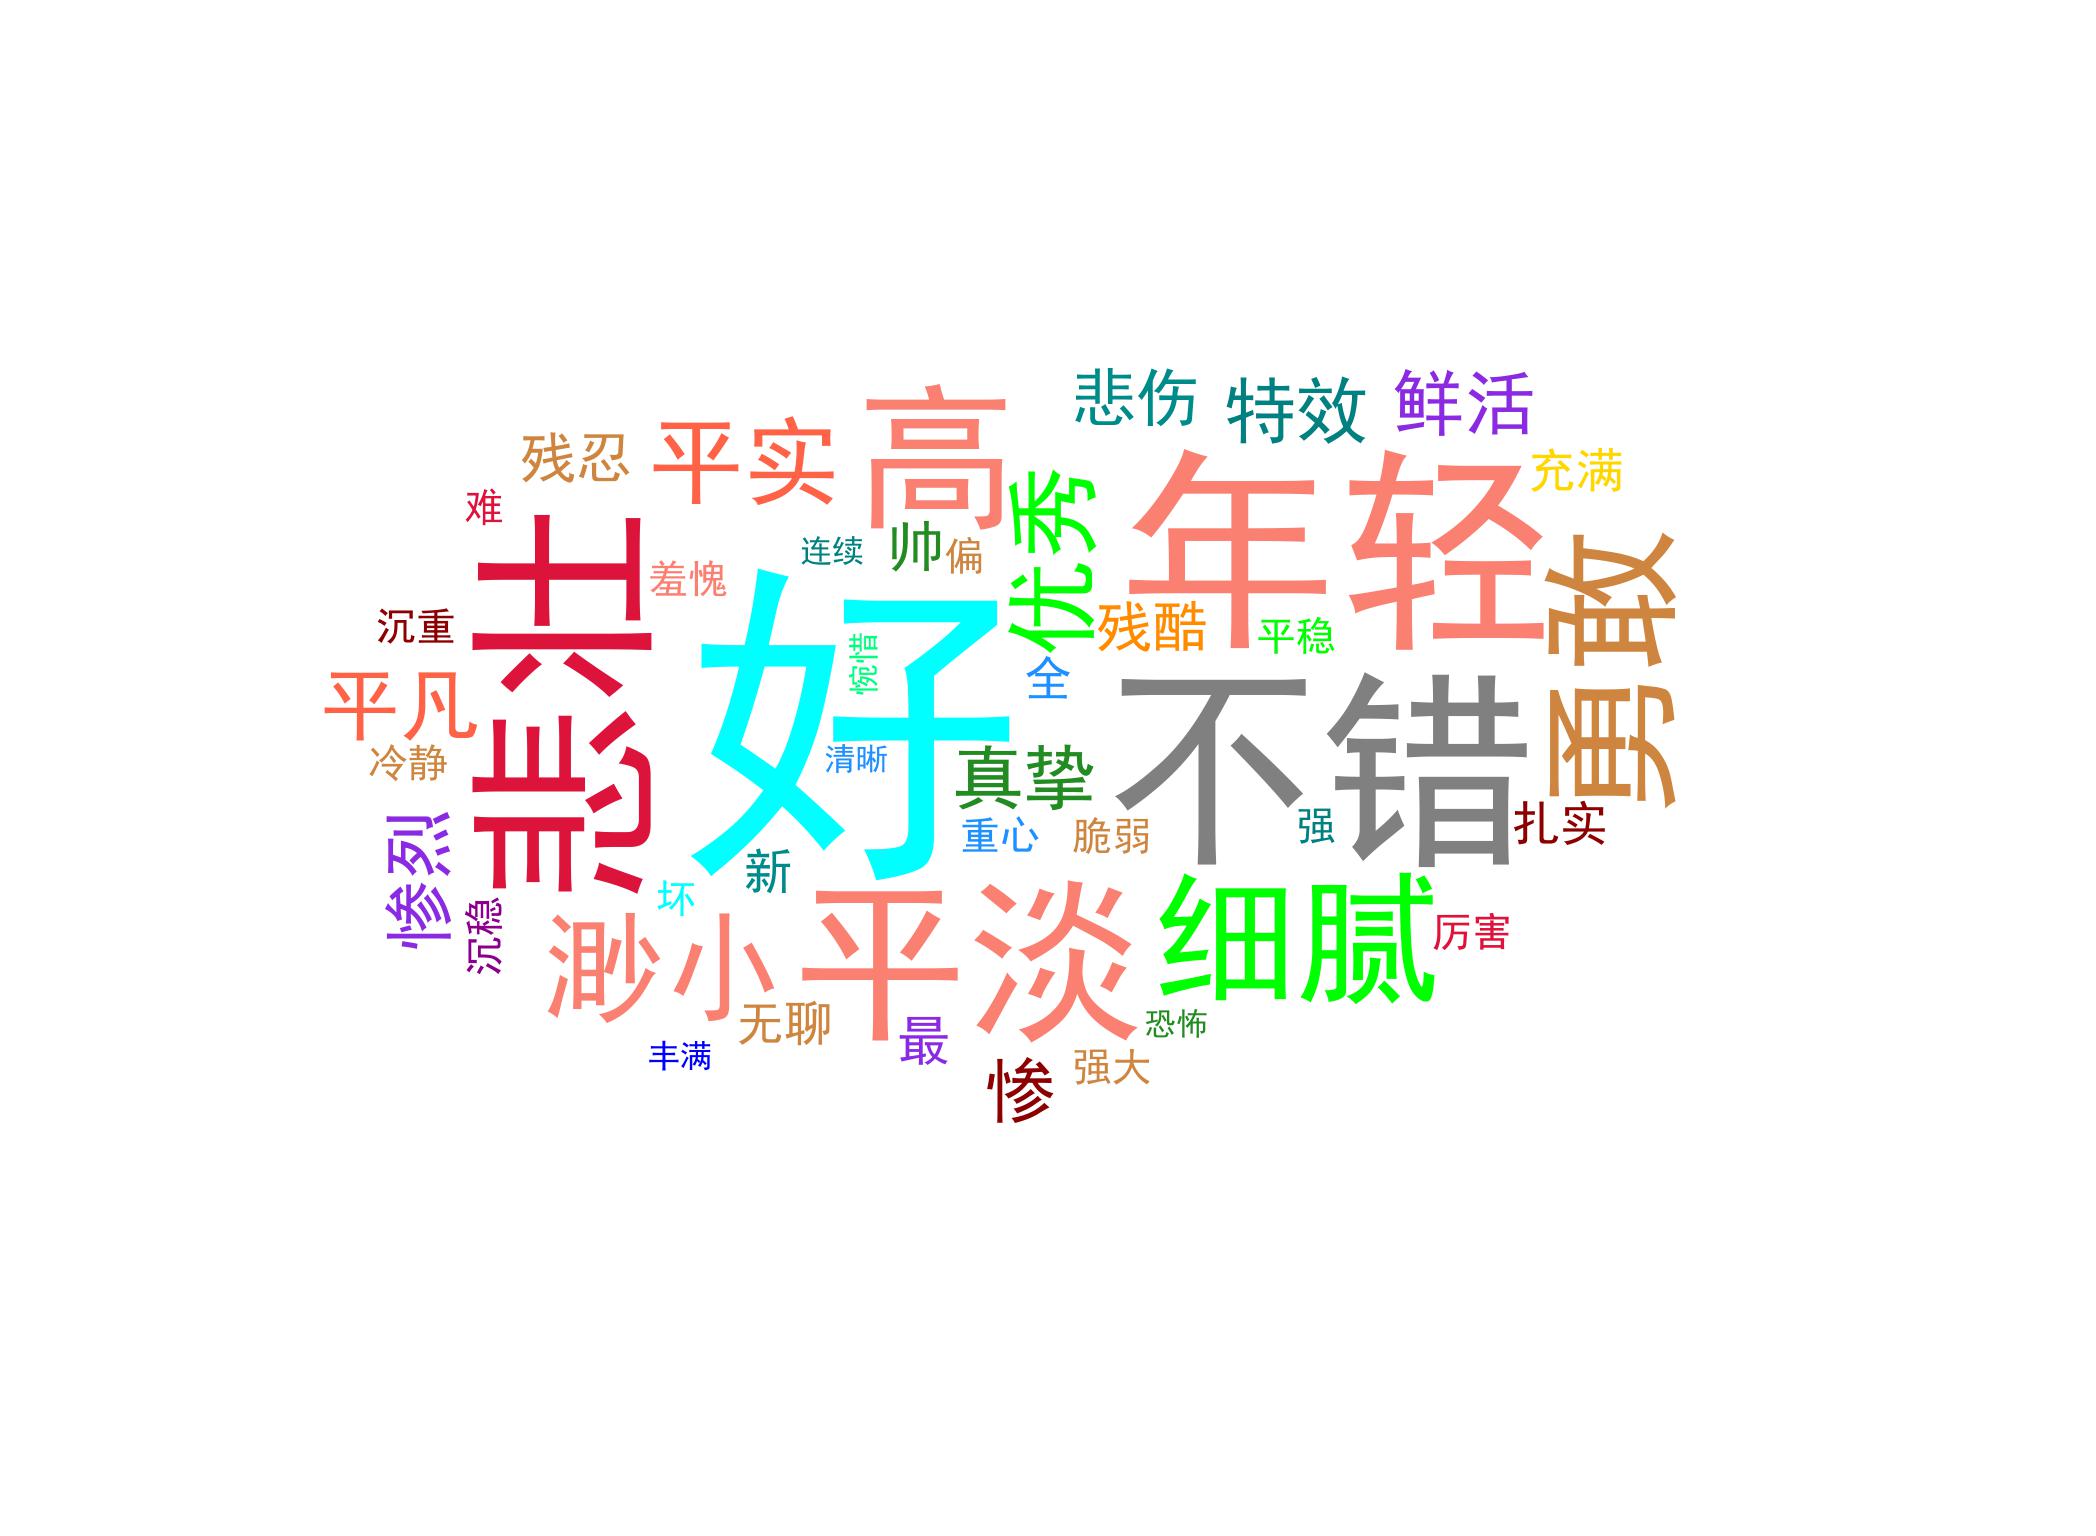 悲伤
特效
鲜活
高
残忍
平实
充满
年轻
难
优秀
帅
偏
连续
羞愧
勇敢
悲壮
沉重
残酷
平稳
好
惋惜
全
平凡
不错
冷静
清晰
真挚
重心
脆弱
强
扎实
惨烈
新
坏
沉稳
渺小
平淡
细腻
厉害
无聊
最
恐怖
丰满
惨
强大